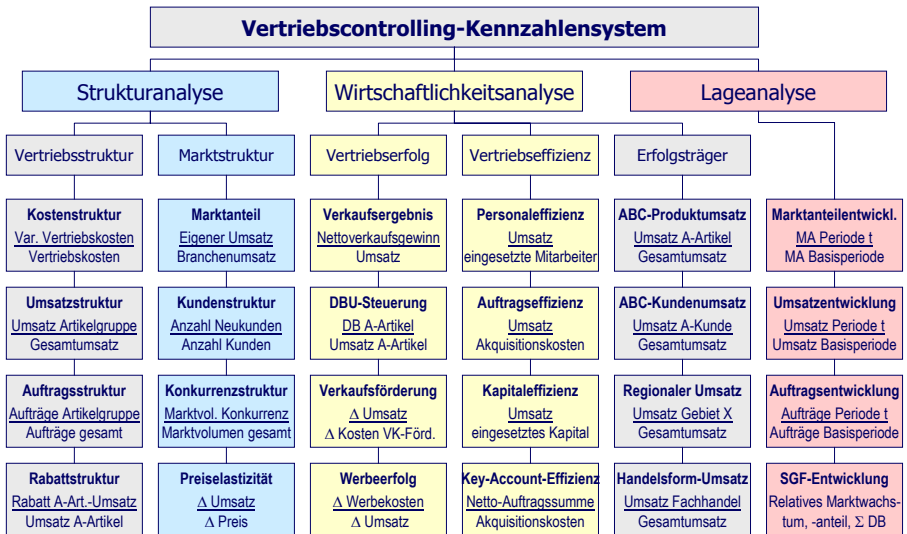 Vertriebscontrolling-Kennzahlensystem
Strukturanalyse
Wirtschaftlichkeitsanalyse
Lageanalyse
Vertriebsstruktur
Marktstruktur
Vertriebserfolg
Vertriebseffizienz
Erfolgsträger
Kostenstruktur
Var. Vertriebskosten
Vertriebskosten
Marktanteil
Eigener Umsatz
Branchenumsatz
Verkaufsergebnis
Nettoverkaufsgewinn
Umsatz
Personaleffizienz
Umsatz
eingesetzte Mitarbeiter
ABC-Produktumsatz
Umsatz A-Artikel
Gesamtumsatz
Marktanteilentwickl.
MA Periode t
MA Basisperiode
Umsatzstruktur
Umsatz Artikelgruppe
Gesamtumsatz
Kundenstruktur
Anzahl Neukunden
Anzahl Kunden
DBU-Steuerung
DB A-Artikel
Umsatz A-Artikel
Auftragseffizienz
Umsatz
Akquisitionskosten
ABC-Kundenumsatz
Umsatz A-Kunde
Gesamtumsatz
Umsatzentwicklung
Umsatz Periode t
Umsatz Basisperiode
Auftragsstruktur
Aufträge Artikelgruppe
Aufträge gesamt
Konkurrenzstruktur
Marktvol. Konkurrenz
Marktvolumen gesamt
Verkaufsförderung
Δ Umsatz
Δ Kosten VK-Förd.
Kapitaleffizienz
Umsatz
eingesetztes Kapital
Regionaler Umsatz
Umsatz Gebiet X
Gesamtumsatz
Auftragsentwicklung
Aufträge Periode t
Aufträge Basisperiode
Rabattstruktur
Rabatt A-Art.-Umsatz
Umsatz A-Artikel
Preiselastizität
Δ Umsatz
Δ Preis
Werbeerfolg
Δ Werbekosten
Δ Umsatz
Key-Account-Effizienz
Netto-Auftragssumme
Akquisitionskosten
Handelsform-Umsatz
Umsatz Fachhandel
Gesamtumsatz
SGF-Entwicklung
Relatives Marktwachs-
tum, -anteil, Σ DB